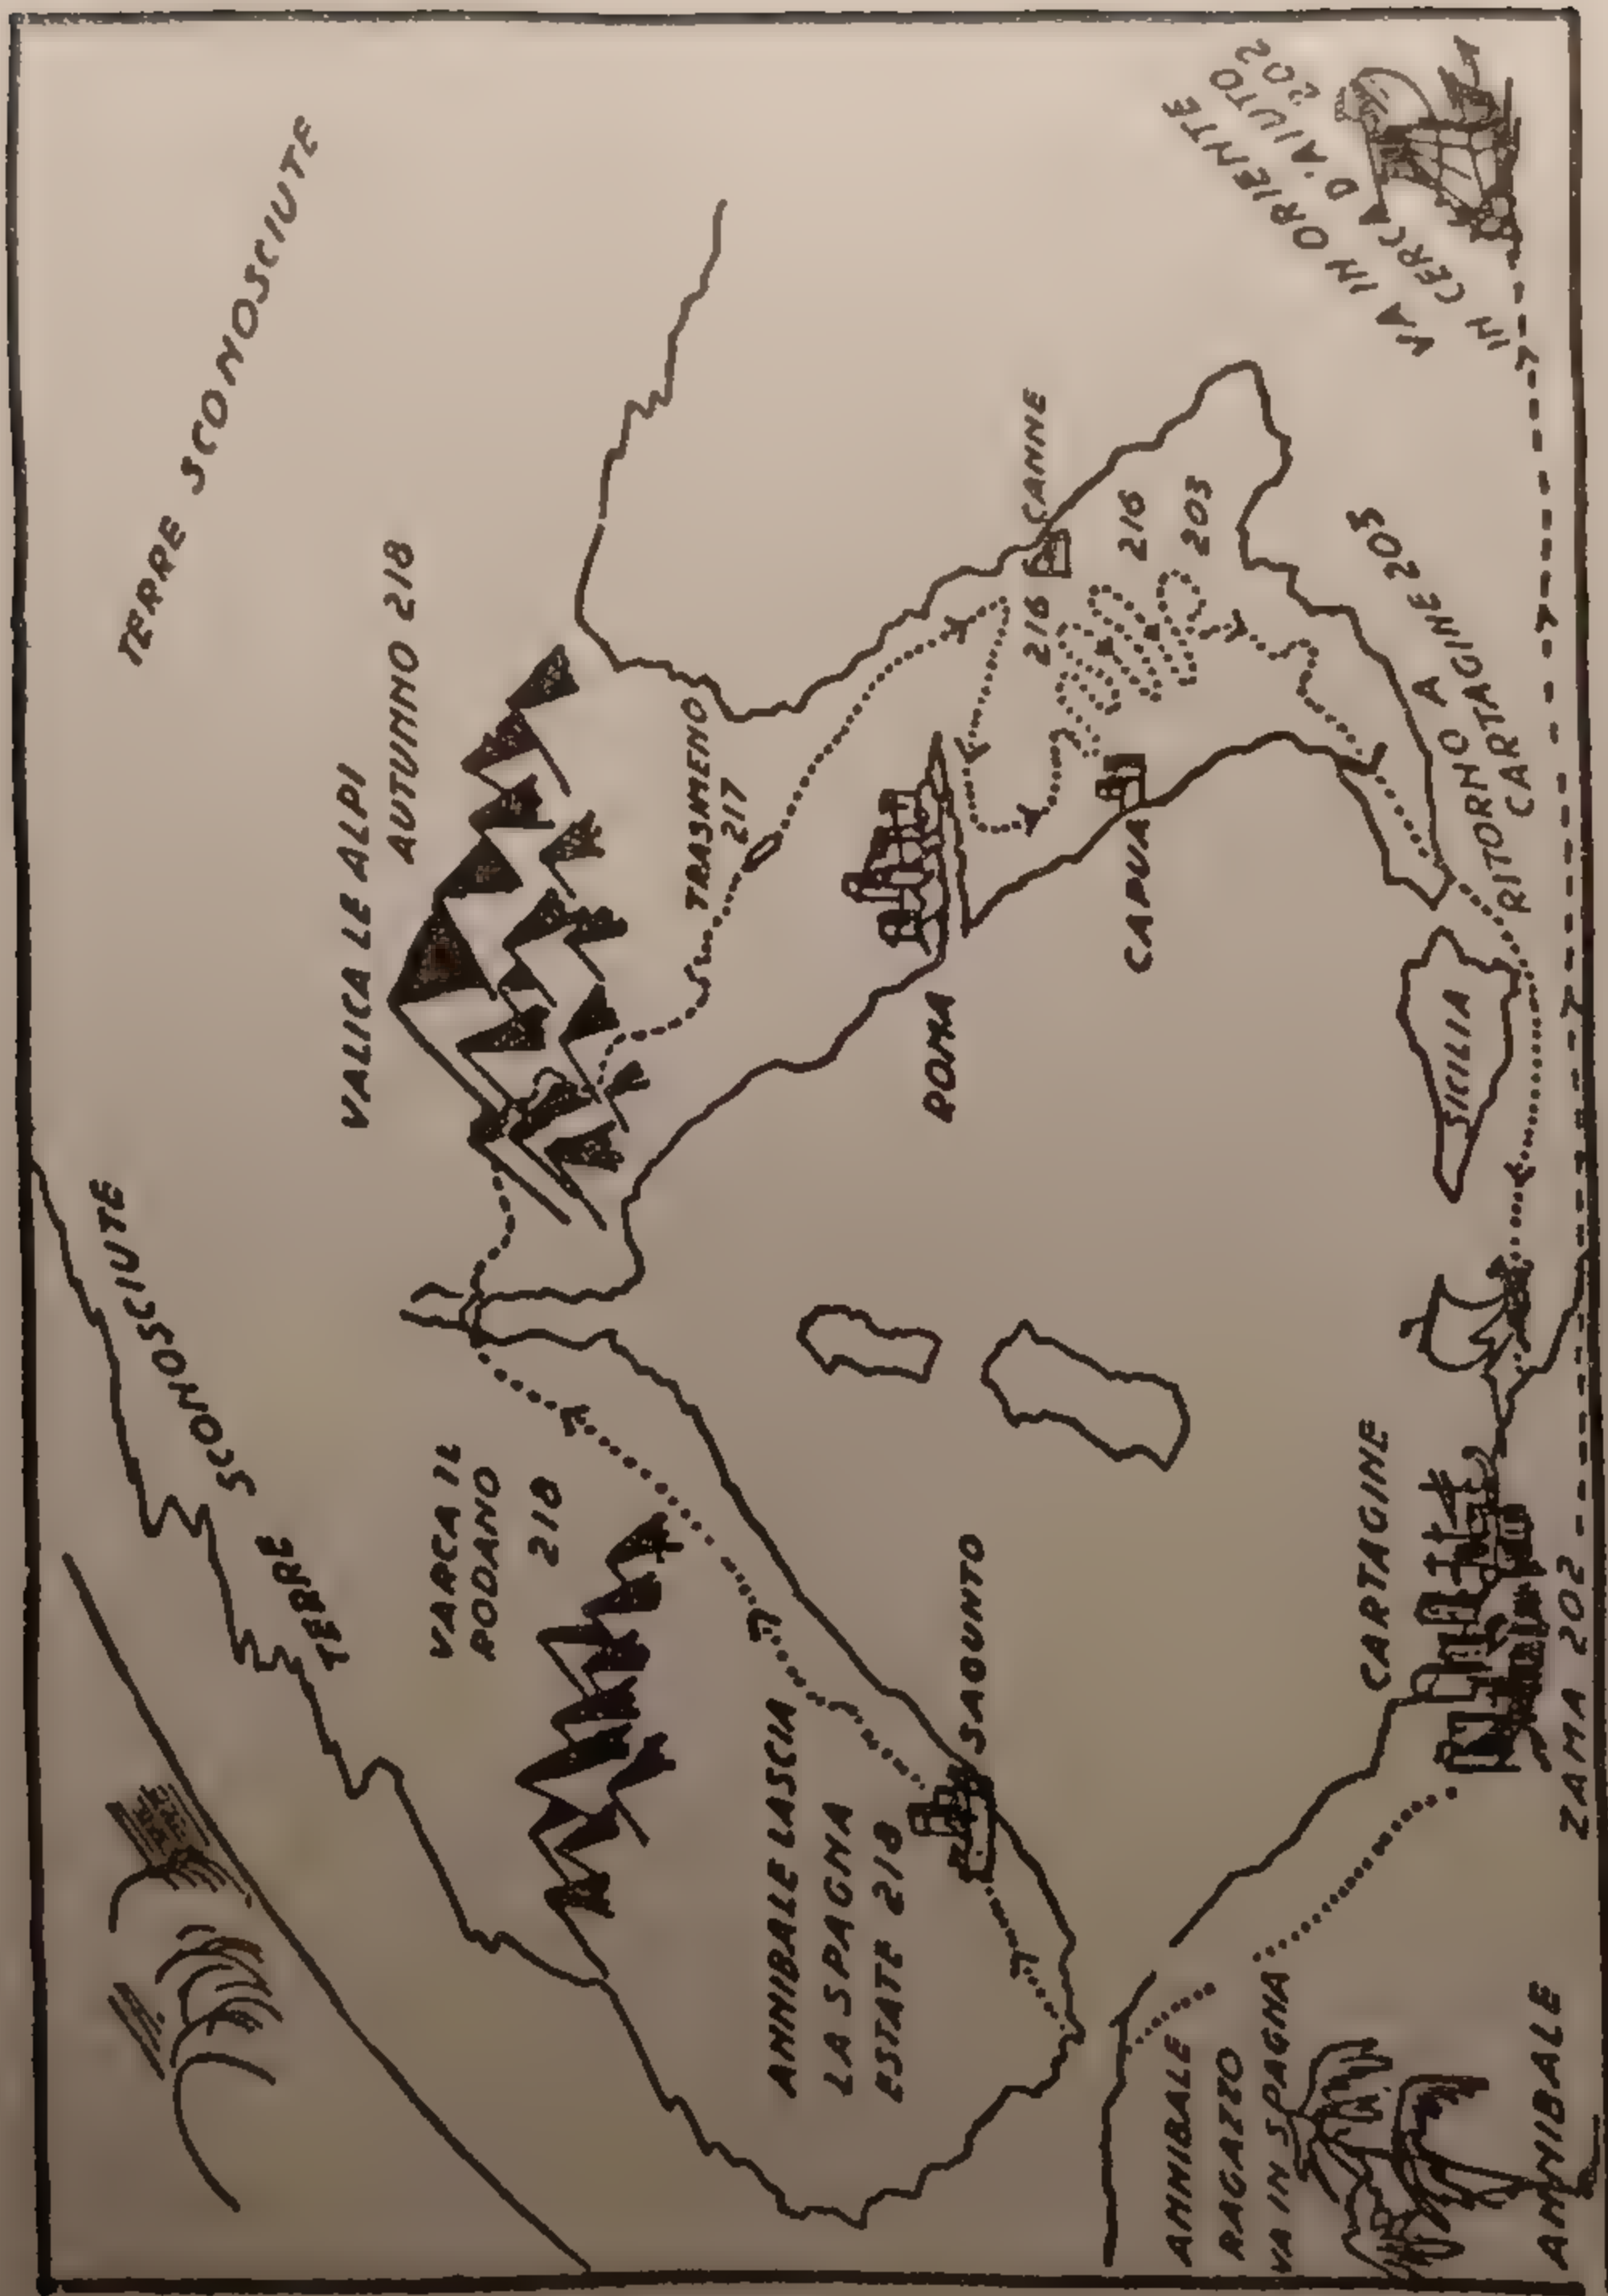 TERRE SCONOSCIUTE
TERRE SCONOSCIUTE
VALICA LE ALPI
AUTUNNO 218
VARCA IL
RODANO
218
TRASMENO
217
ANNIBALE LASCIA
LA SPAGNA
ESTATE 218
SAGUNTO
ROMA
CANNE
216
216
203
CAPUA
VA IN ORIENTE
IN CERCA D'AIUTO
202
RITORNO A
CARTAGINE 203
SICILIA
CARTAGINE
ZAMA 202
ANNIBALE
RAGAZZO
VA IN SPAGNA
ANNIBALE